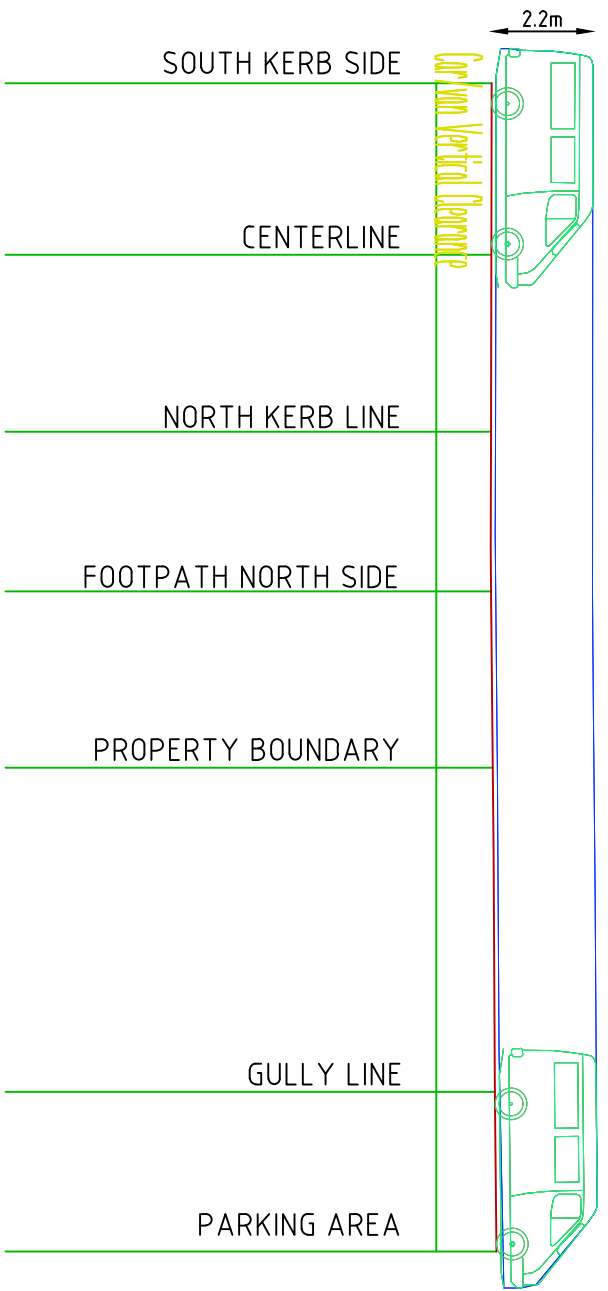 2.2m
SOUTH KERB SIDE
Car/van Vertical Clearance
CENTERLINE
NORTH KERB LINE
FOOTPATH NORTH SIDE
PROPERTY BOUNDARY
GULLY LINE
PARKING AREA